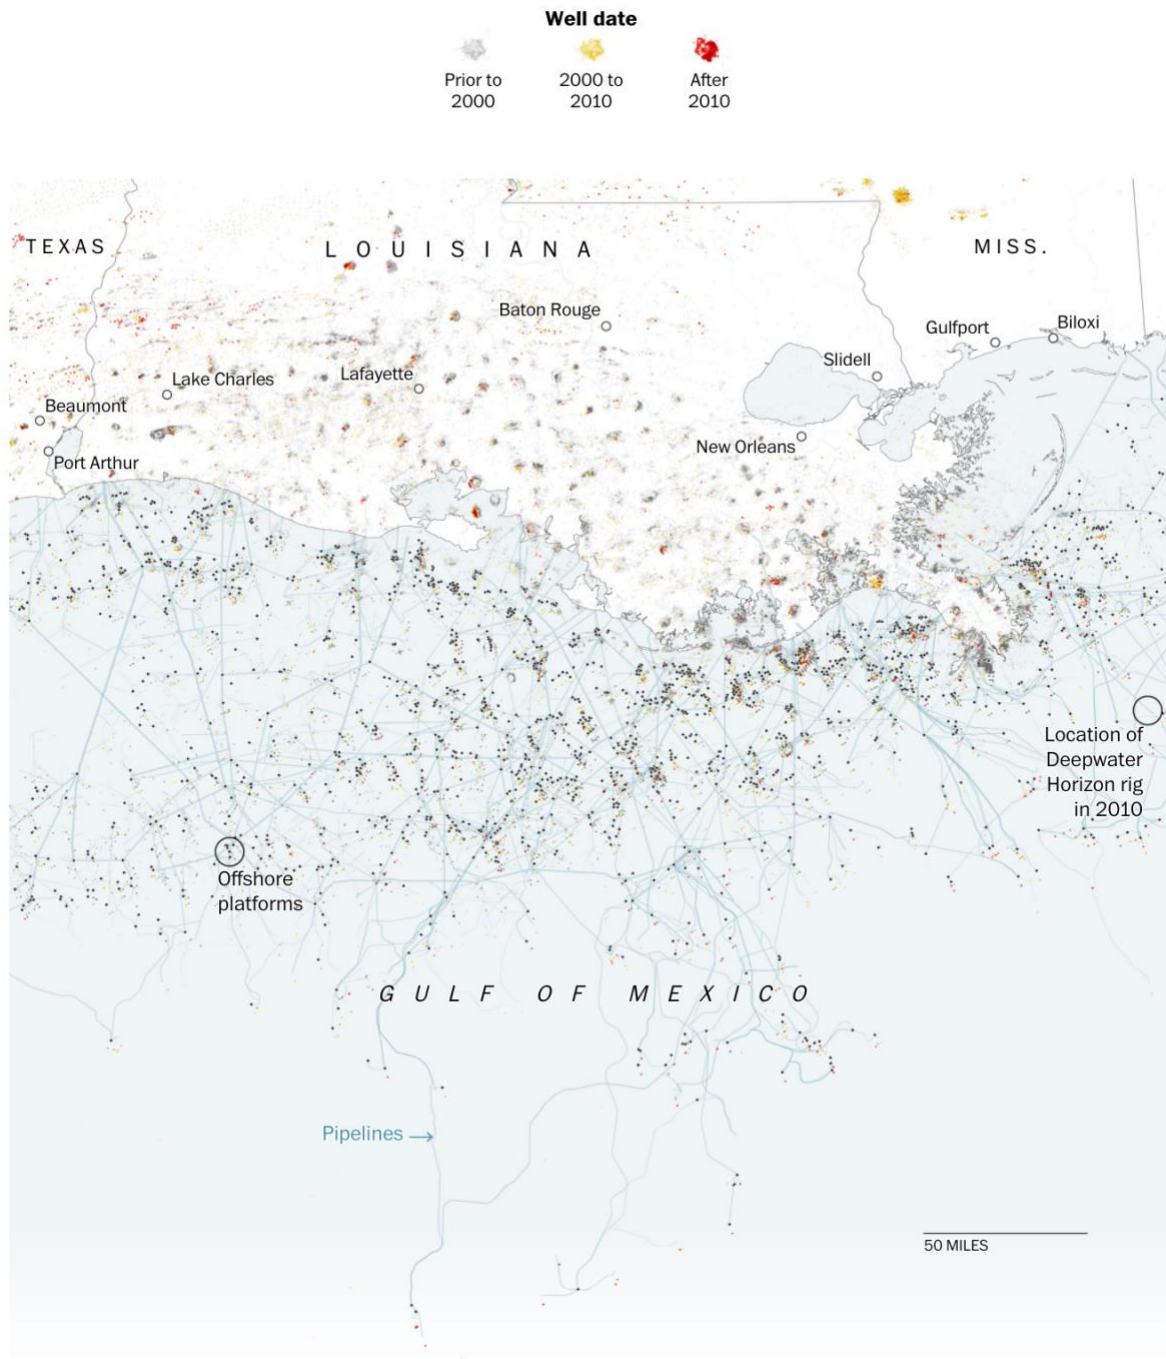 Well date
Prior to
2000
2000 to
2010
After
2010
TEXAS
LOUISIANA
MISS.
Baton Rouge
Gulfport
Biloxi
Slidell
Lake Charles
Lafayette
Beaumont
New Orleans
Port Arthur
Location of
Deepwater
Horizon rig
in 2010
Offshore
platforms
GULF OF MEXICO
Pipelines
50 MILES